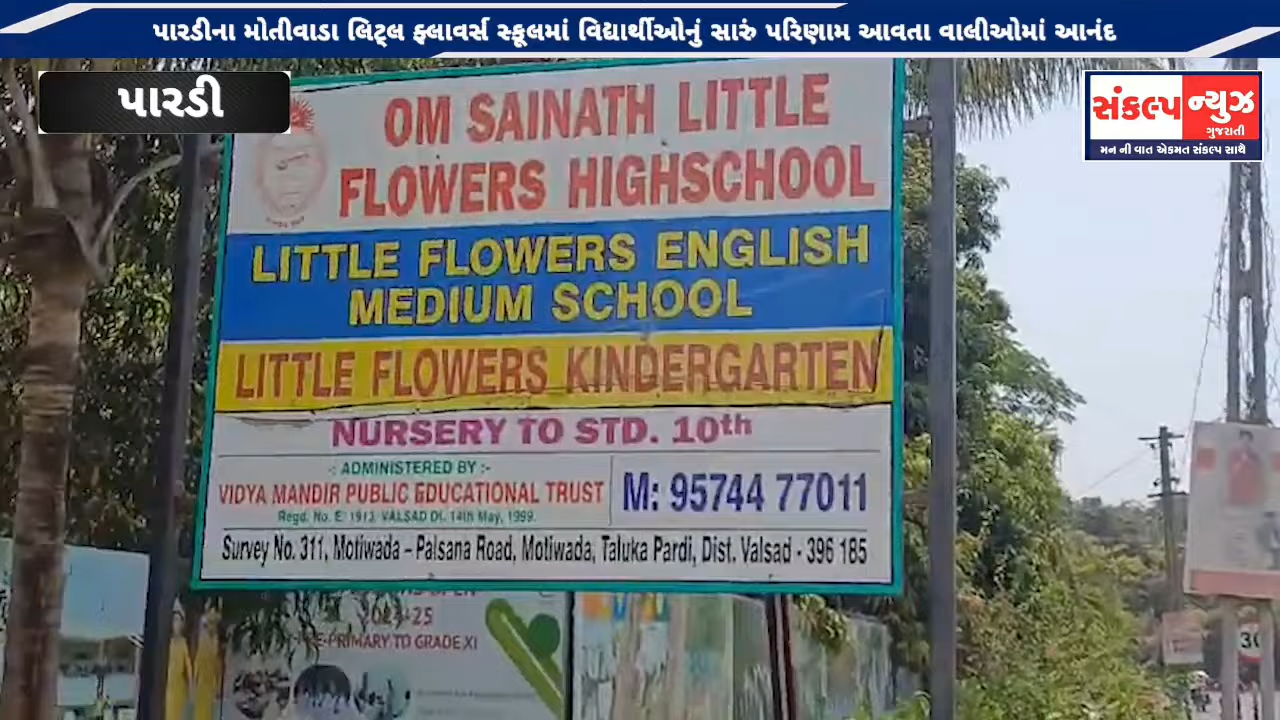 પારડીના મોતીવાડા લિટ્લ ફ્લાવર્સ સ્કૂલમાં વિદ્યાર્થીઓનું સારું પરિણામ આવતા વાલીઓમાં આનંદ
પારડી
સંકલ્પ ન્યુઝ
ગુજરાતી
મન ની વાત એકમત સંકલ્પ સાથે
OM SAINATH LITTLE
FLOWERS HIGHSCHOOL
LITTLE FLOWERS ENGLISH
MEDIUM SCHOOL
LITTLE FLOWERS KINDERGARTEN
NURSERY TO STD. 10th
-: ADMINISTERED BY :-
VIDYA MANDIR PUBLIC EDUCATIONAL TRUST
Regd. No. E 1913, VALSAD Dt. 14th May, 1999.
M: 95744 77011
Survey No. 311, Motiwada – Palsana Road, Motiwada, Taluka Pardi, Dist. Valsad - 396 185
PRE-PRIMARY TO GRADE XI